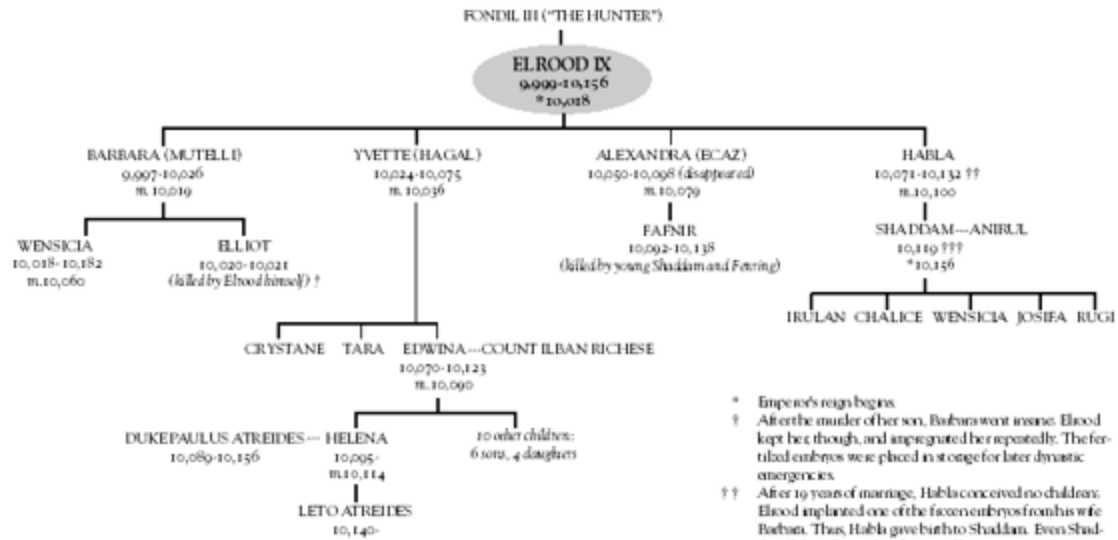 FONDIL III ("THE HUNTER")
ELROOD IX
9,999-10,156
*10,018
BARBARA (MUTELLI)
9,997-10,026
m. 10,019
YVETTE (HAGAL)
10,024-10,075
m. 10,036
ALEXANDRA (ECAZ)
10,050-10,098 (disappeared)
m. 10,079
HABLA
10,071-10,132 ††
m. 10,100
WENSICIA
10,018-10,182
m. 10,060
ELLIOT
10,020-10,021
(killed by Elrood himself) †
FAFNIR
10,092-10,138
(killed by young Shaddam and Fenring)
SHADDAM---ANIRUL
10,119 †††
*10,156
IRULAN CHALICE WENSICIA JOSIFA RUGI
CRYSTANE TARA EDWINA---COUNT ILBAN RICHESE
10,070-10,123
m. 10,090
DUKE PAULUS ATREIDES--- HELENA
10,089-10,156
10,095-
m. 10,114
10 other children:
6 sons, 4 daughters
LETO ATREIDES
10,140-
* Emperor's reign begins.
† After the murder of her son, Barbara went insane. Elrood
kept her, though, and impregnated her repeatedly. The fer-
tilized embryos were placed in storage for later dynastic
emergencies.
†† After 19 years of marriage, Habla conceived no children.
Elrood implanted one of the frozen embryos from his wife
Barbara. Thus, Habla gave birth to Shaddam. Even Shad-